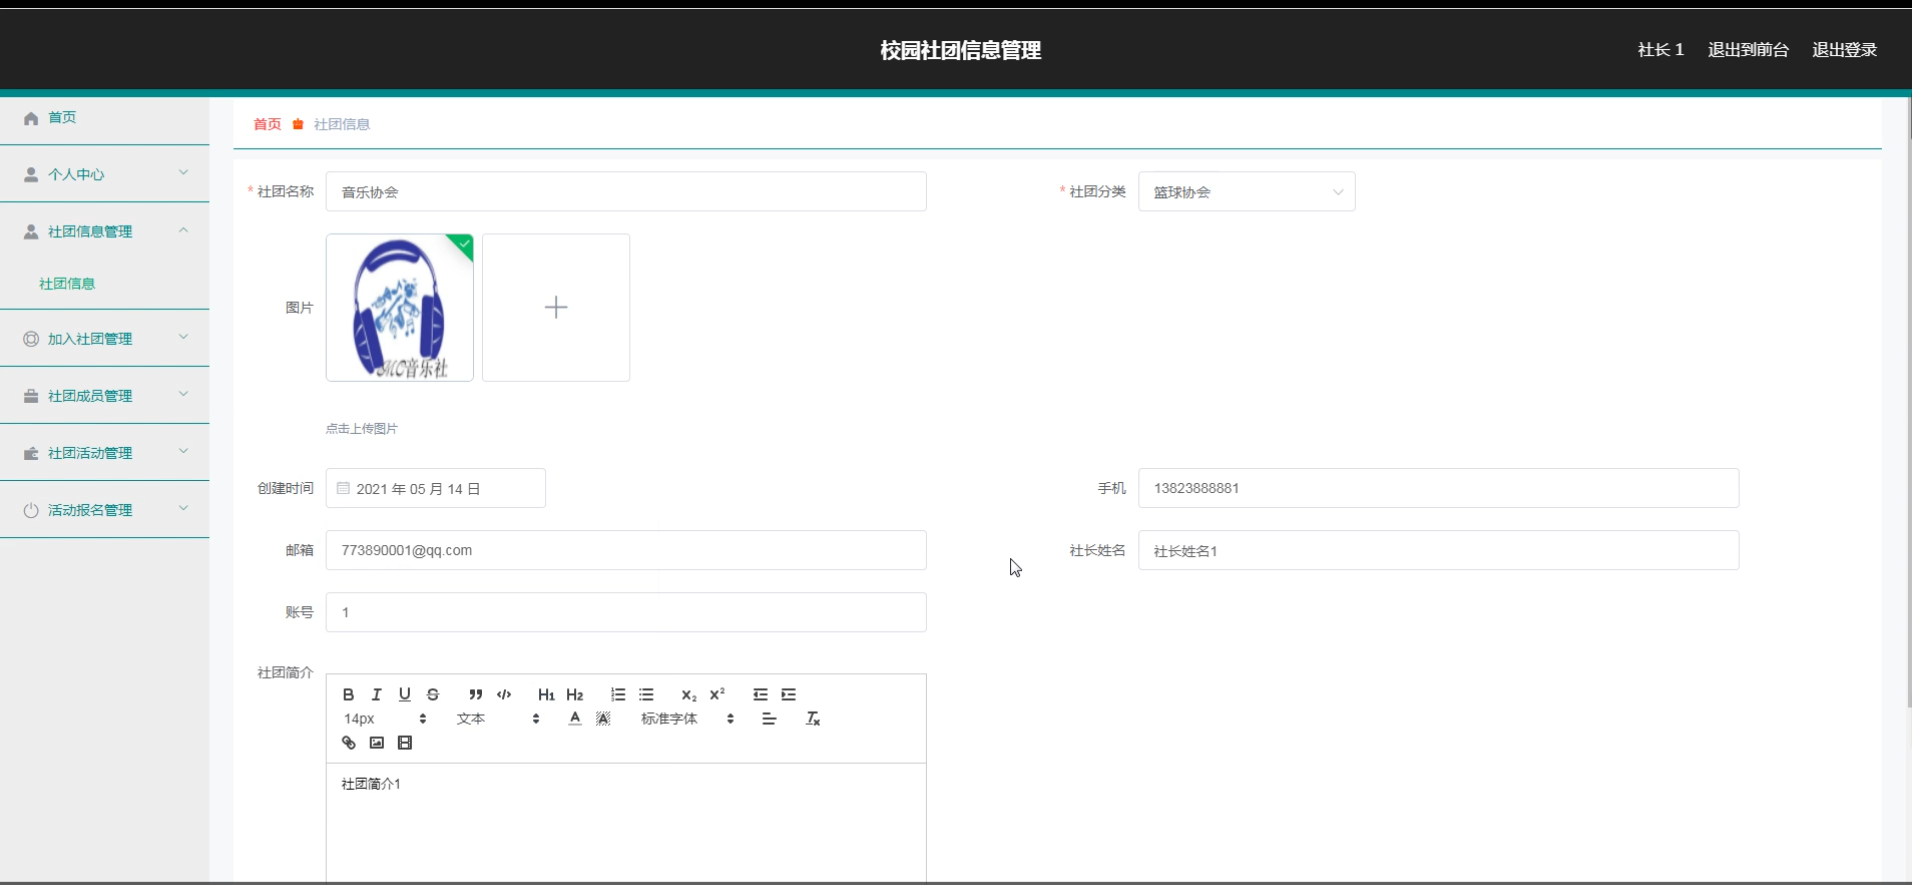 校园社团信息管理
社长 1 退出到前台 退出登录
首页
个人中心
社团信息管理
社团信息
加入社团管理
社团成员管理
社团活动管理
活动报名管理
首页 社团信息
* 社团名称 音乐协会
* 社团分类 篮球协会
图片
音乐社
点击上传图片
创建时间 2021 年 05 月 14 日
手机 13823888881
邮箱 773890001@qq.com
社长姓名 社长姓名1
账号 1
社团简介
B I U S ” </> H1 H2 X2 X2
14px 文本 A A 标准字体 Tx
社团简介1